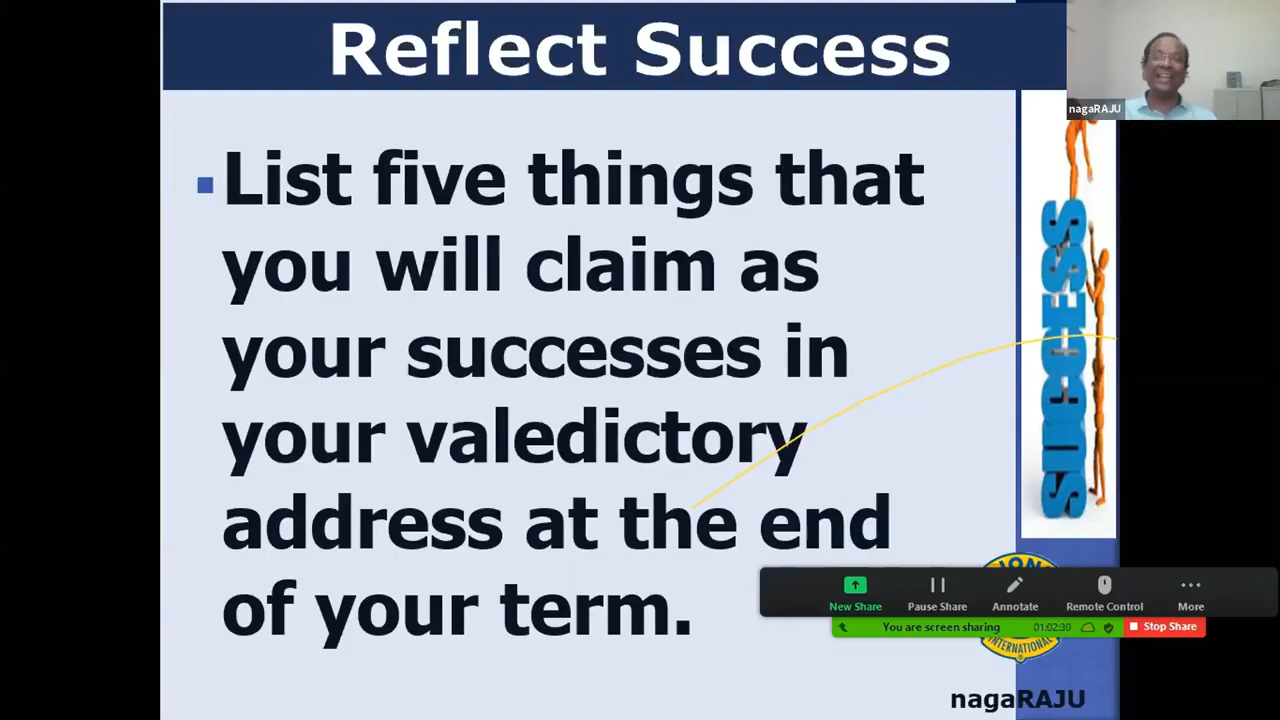 Reflect Success
nagaRAJU
List five things that
you will claim as
your successes in
your valedictory
address at the end
of your term.
SUCCESS
New Share
Pause Share
Annotate
Remote Control
More
You are screen sharing
01:02:30
Stop Share
INTERNATIONAL
nagaRAJU